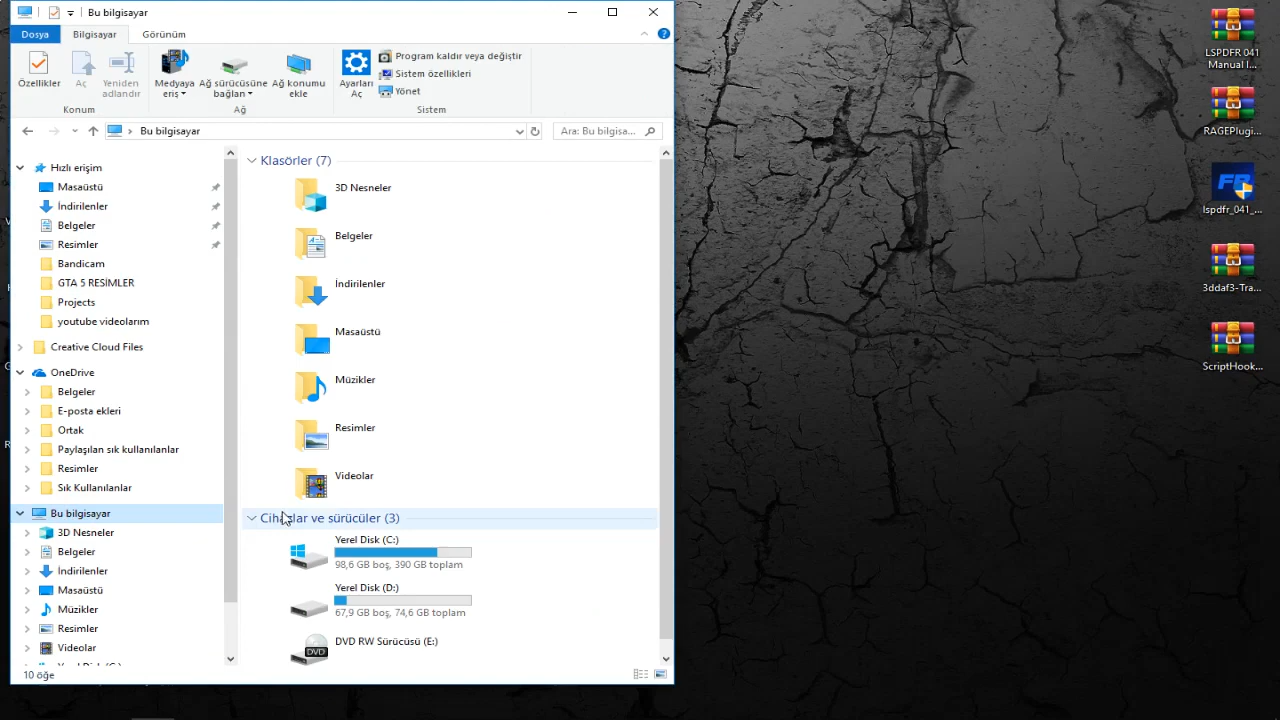 Bu bilgisayar
Dosya
Bilgisayar
Görünüm
Özellikler
Aç
Yeniden
adlandır
Konum
Medyaya
eriş
Ağ sürücüsüne
bağlan
Ağ konumu
ekle
Ağ
Ayarları
Aç
Program kaldır veya değiştir
Sistem özellikleri
Yönet
Sistem
Bu bilgisayar
Ara: Bu bilgisa...
Hızlı erişim
Masaüstü
İndirilenler
Belgeler
Resimler
Bandicam
GTA 5 RESİMLER
Projects
youtube videolarım
Creative Cloud Files
OneDrive
Belgeler
E-posta ekleri
Ortak
Paylaşılan sık kullanılanlar
Resimler
Sık Kullanılanlar
Bu bilgisayar
3D Nesneler
Belgeler
İndirilenler
Masaüstü
Müzikler
Resimler
Videolar
Klasörler (7)
3D Nesneler
Belgeler
İndirilenler
Masaüstü
Müzikler
Resimler
Videolar
Cihazlar ve sürücüler (3)
Yerel Disk (C:)
98,6 GB boş, 390 GB toplam
Yerel Disk (D:)
67,9 GB boş, 74,6 GB toplam
DVD RW Sürücüsü (E:)
DVD
10 öğe
LSPDFR 041
Manual I...
RAGEPlugi...
lspdfr_041_...
3ddaf3-Tra...
ScriptHook...